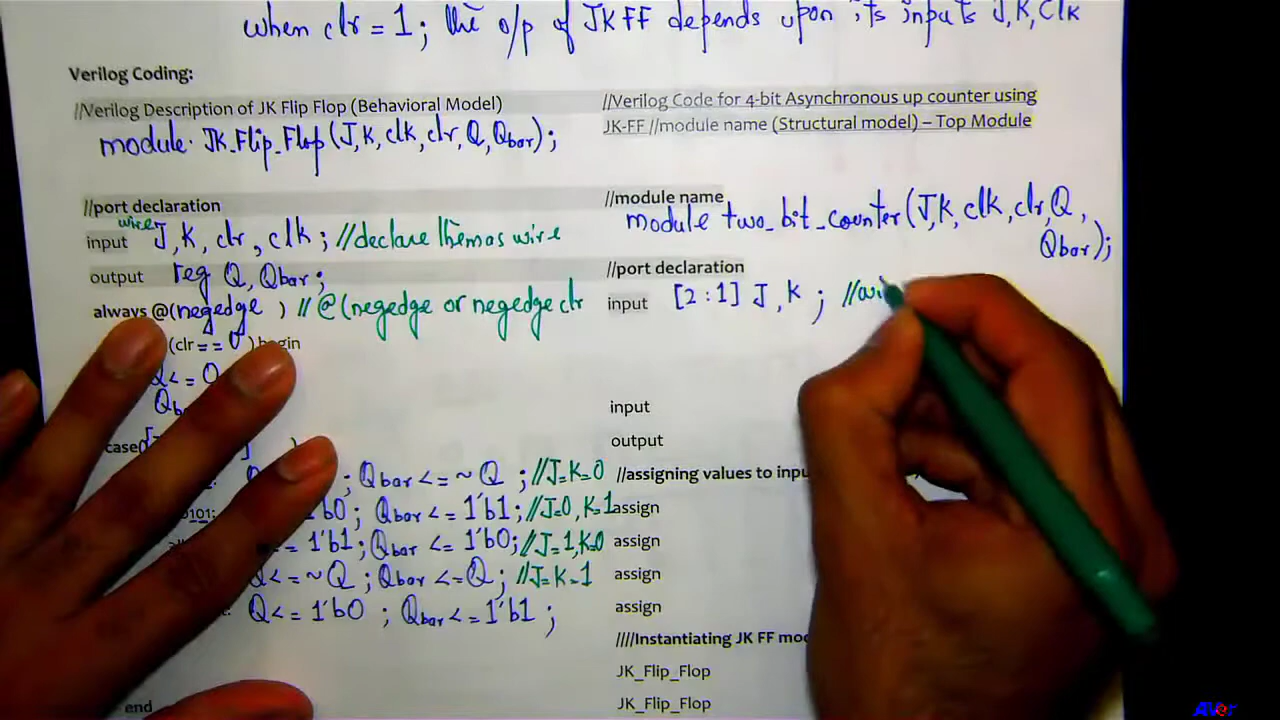 when clr = 1 ; the o/p of JKFF depends upon its inputs J,K,Clk
Verilog Coding:
//Verilog Description of JK Flip Flop (Behavioral Model)
module JK_Flip_Flop(J,K,clk,clr,Q,Qbar);
//port declaration
wire
input J,K,clr,clk; //declare them as wire
output reg Q,Qbar;
always @(negedge ) // @(negedge or negedge clr
(clr== 0 ) begin
Q<=0
Qb
case
; Qbar<=~Q ; //J=K=0
101: 'b0; Qbar<=1'b1; //J=0,K=1
= 1'b1; Qbar <= 1'b0; //J=1,K=0
Q<=~Q ; Qbar<=Q ; //J=K=1
Q<=1'b0 ; Qbar<=1'b1 ;
end
//Verilog Code for 4-bit Asynchronous up counter using
JK-FF //module name (Structural model) – Top Module
//module name
module two_bit_counter(J,K,clk,clr,Q,
Qbar);
//port declaration
input [2:1] J,K ; //wi
input
output
//assigning values to inpu
assign
assign
assign
assign
////Instantiating JK FF mo
JK_Flip_Flop
JK_Flip_Flop
AVer